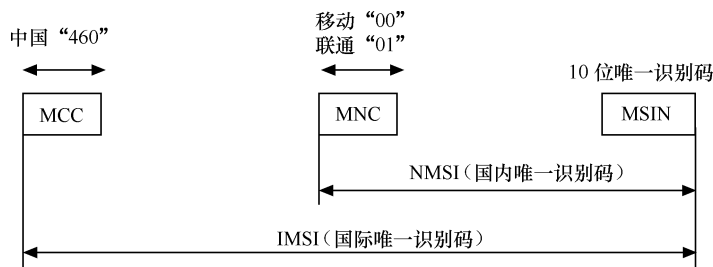 中国“460”
移动“00”
联通“01”
10 位唯一识别码
MCC
MNC
MSIN
NMSI（国内唯一识别码）
IMSI（国际唯一识别码）